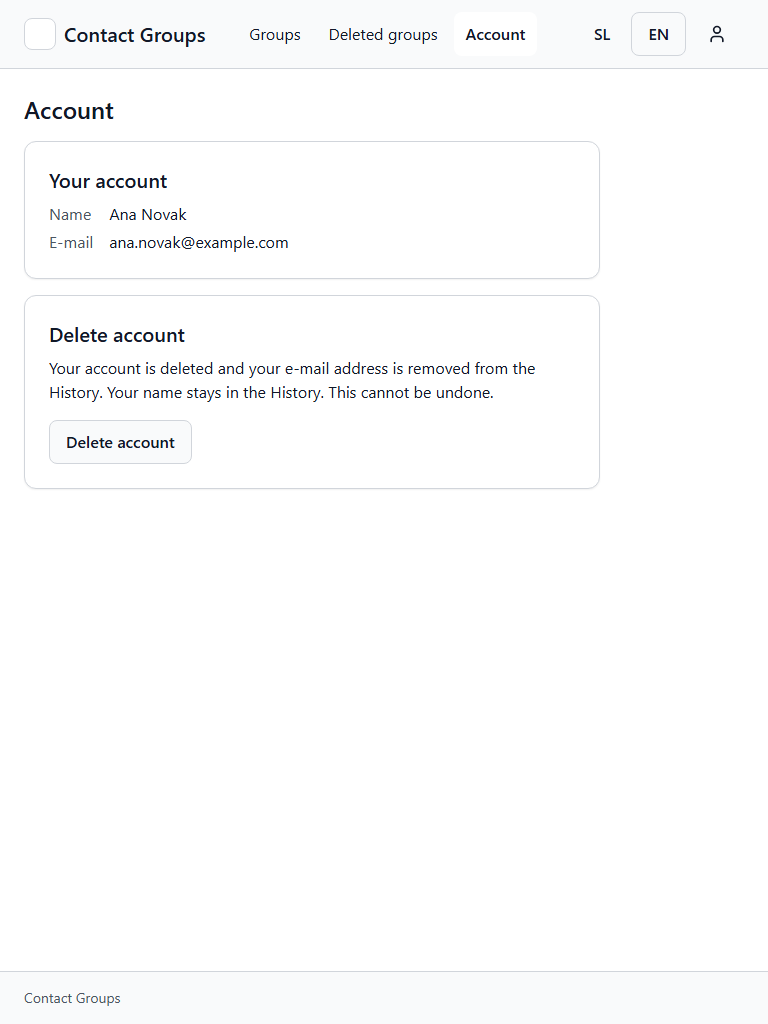 Contact Groups Groups Deleted groups Account SL EN
Account
Your account
Name Ana Novak
E-mail ana.novak@example.com
Delete account
Your account is deleted and your e-mail address is removed from the
History. Your name stays in the History. This cannot be undone.
Delete account
Contact Groups